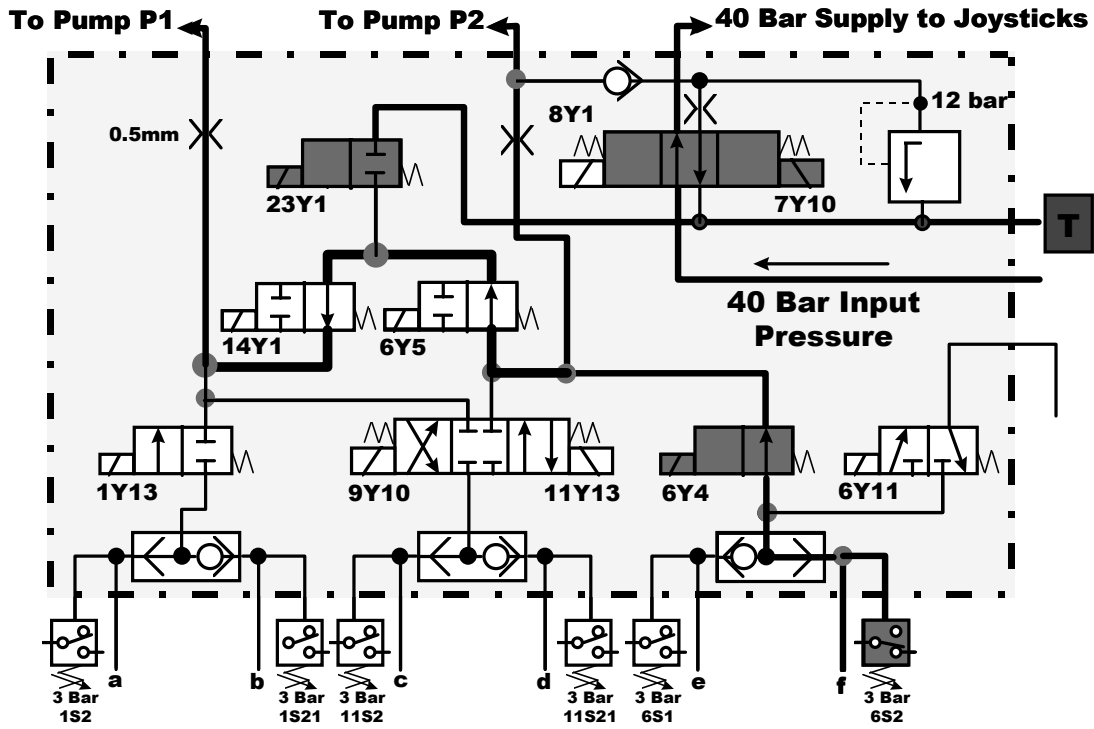 To Pump P1
To Pump P2
40 Bar Supply to Joysticks
0.5mm
8Y1
12 bar
23Y1
7Y10
T
40 Bar Input
Pressure
14Y1
6Y5
1Y13
9Y10
11Y13
6Y4
6Y11
a
b
c
d
e
f
3 Bar
1S2
3 Bar
1S21
3 Bar
11S2
3 Bar
11S21
3 Bar
6S1
3 Bar
6S2